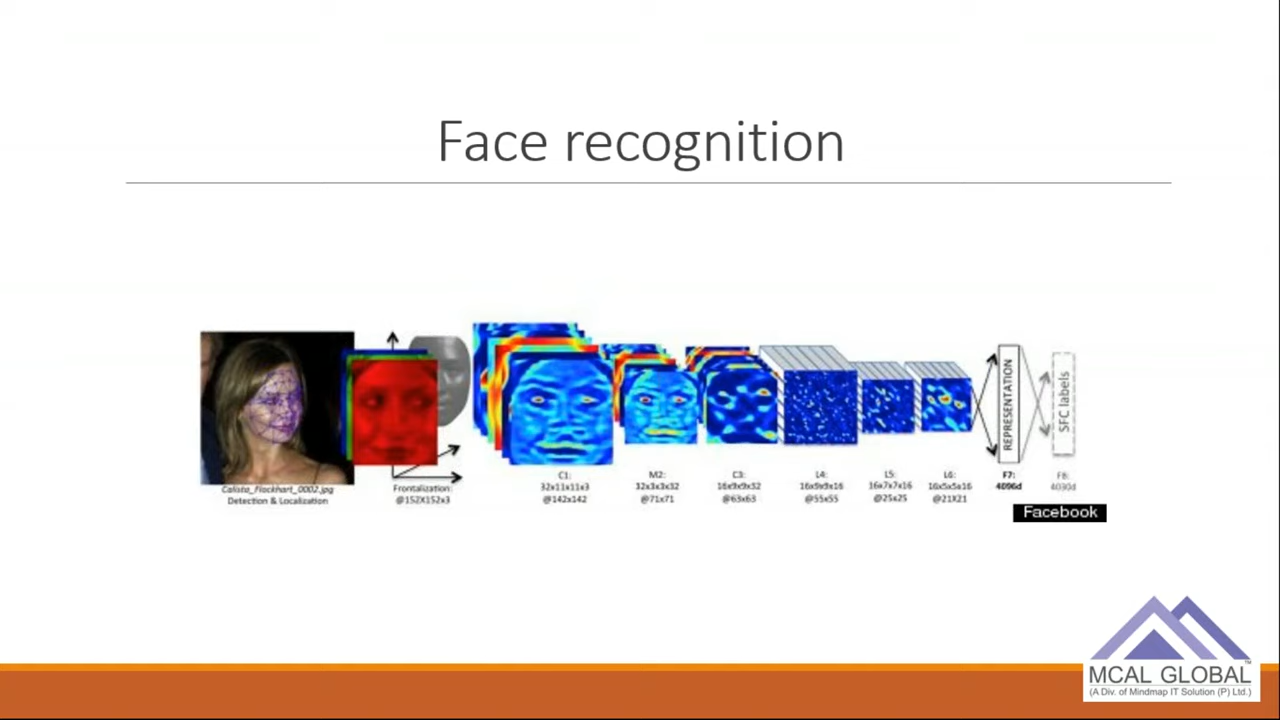 Face recognition
REPRESENTATION
SFC labels
Calista_Flockhart_0002.jpg
Detection & Localization
Frontalization:
@152X152x3
C1:
32x11x11x3
@142x142
M2:
32x3x3x32
@71x71
C3:
16x9x9x32
@63x63
L4:
16x9x9x16
@55x55
L5:
16x7x7x16
@25x25
L6:
16x5x5x16
@21X21
F7:
4096d
F8:
4030d
Facebook
MCAL GLOBAL
TM
(A Div. of Mindmap IT Solution (P) Ltd.)